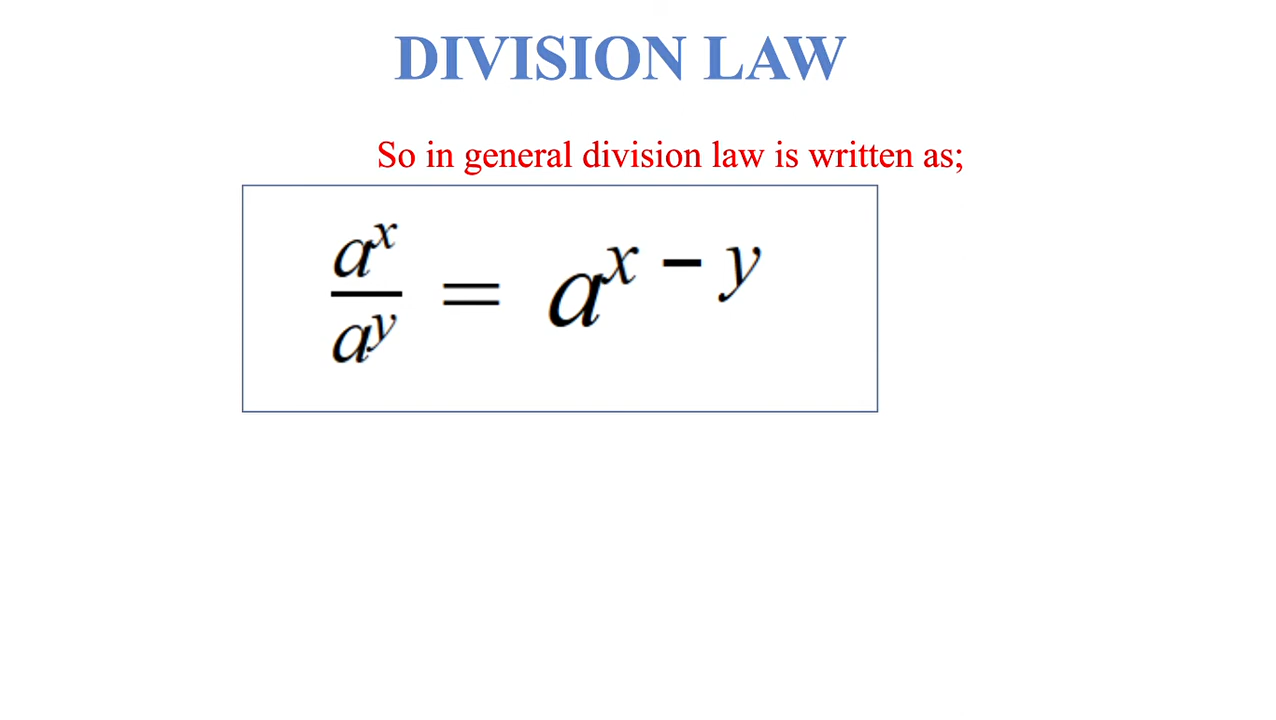 DIVISION LAW
So in general division law is written as;
a^x / a^y = a^(x − y)